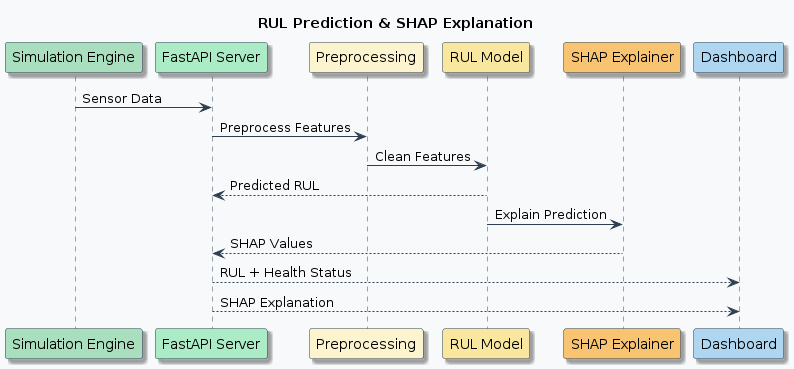 RUL Prediction & SHAP Explanation
Simulation Engine
FastAPI Server
Preprocessing
RUL Model
SHAP Explainer
Dashboard
Sensor Data
Preprocess Features
Clean Features
Predicted RUL
Explain Prediction
SHAP Values
RUL + Health Status
SHAP Explanation
Simulation Engine
FastAPI Server
Preprocessing
RUL Model
SHAP Explainer
Dashboard